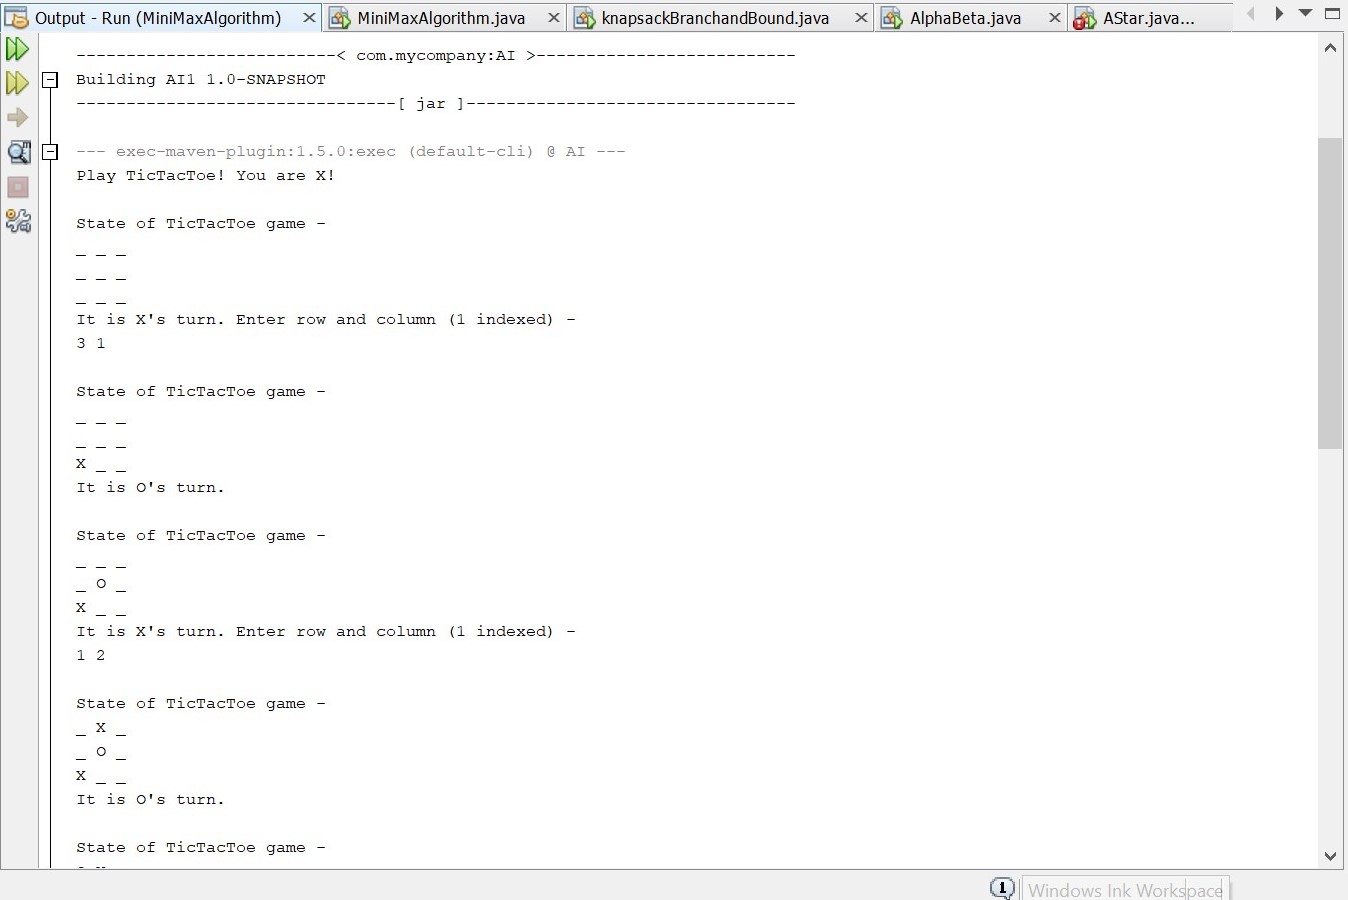 Output - Run (MiniMaxAlgorithm) MiniMaxAlgorithm.java knapsackBranchandBound.java AlphaBeta.java AStar.java...
--------------------------< com.mycompany:AI >--------------------------
Building AI1 1.0-SNAPSHOT
--------------------------------[ jar ]---------------------------------
--- exec-maven-plugin:1.5.0:exec (default-cli) @ AI ---
Play TicTacToe! You are X!
State of TicTacToe game -
_ _ _
_ _ _
_ _ _
It is X's turn. Enter row and column (1 indexed) -
3 1
State of TicTacToe game -
_ _ _
_ _ _
X _ _
It is O's turn.
State of TicTacToe game -
_ _ _
_ O _
X _ _
It is X's turn. Enter row and column (1 indexed) -
1 2
State of TicTacToe game -
_ X _
_ O _
X _ _
It is O's turn.
State of TicTacToe game -
Windows Ink Workspace